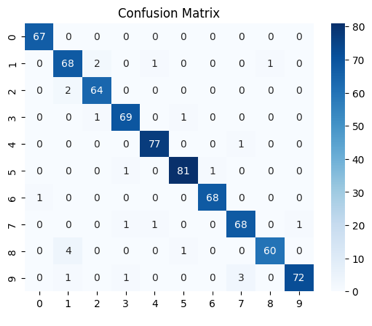 Confusion Matrix
0 67 0 0 0 0 0 0 0 0 0
1 0 68 2 0 1 0 0 0 1 0
2 0 2 64 0 0 0 0 0 0 0
3 0 0 1 69 0 1 0 0 0 0
4 0 0 0 0 77 0 0 1 0 0
5 0 0 0 1 0 81 1 0 0 0
6 1 0 0 0 0 0 68 0 0 0
7 0 0 0 1 1 0 0 68 0 1
8 0 4 0 0 0 1 0 0 60 0
9 0 1 0 1 0 0 0 3 0 72
0 1 2 3 4 5 6 7 8 9
80
70
60
50
40
30
20
10
0